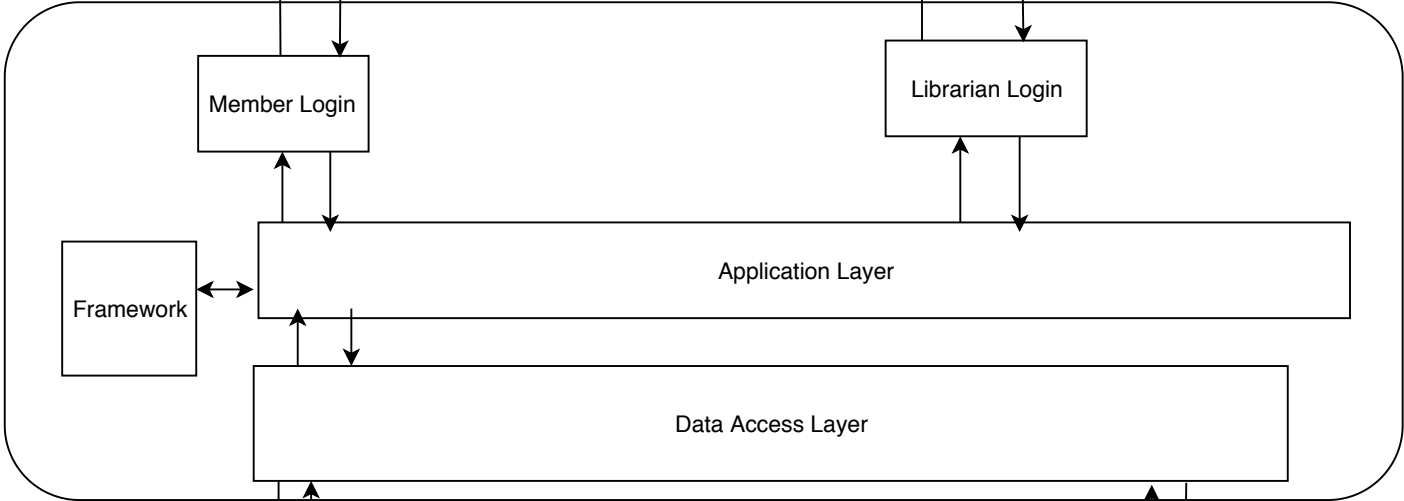 Member Login
Librarian Login
Application Layer
Framework
Data Access Layer